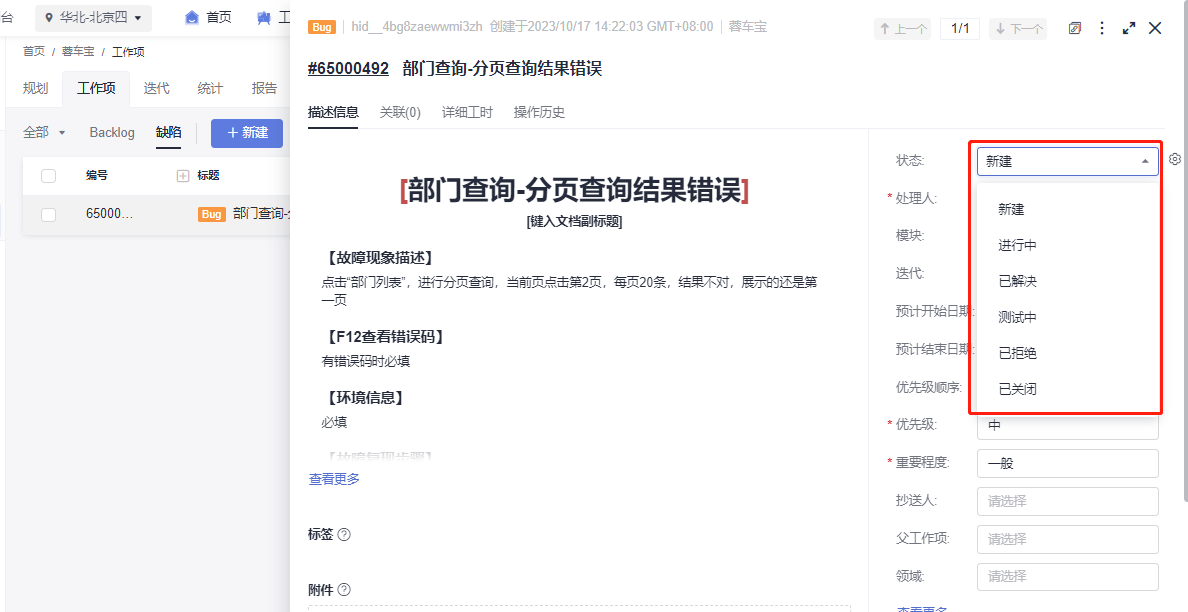 台 华北-北京四 首页 工
首页 / 蓉车宝 / 工作项
规划 工作项 迭代 统计 报告
全部 Backlog 缺陷 + 新建
编号 标题
65000... Bug 部门查询-分
Bug hid__4bg8zaewwmi3zh 创建于2023/10/17 14:22:03 GMT+08:00 蓉车宝
上一个 1/1 下一个
#65000492 部门查询-分页查询结果错误
描述信息 关联(0) 详细工时 操作历史
[部门查询-分页查询结果错误]
[键入文档副标题]
【故障现象描述】
点击“部门列表”，进行分页查询，当前页点击第2页，每页20条，结果不对，展示的还是第
一页
【F12查看错误码】
有错误码时必填
【环境信息】
必填
【故障复现步骤】
查看更多
标签
附件
状态: 新建
新建
进行中
已解决
测试中
已拒绝
已关闭
* 处理人:
模块:
迭代:
预计开始日期:
预计结束日期:
优先级顺序:
* 优先级: 中
* 重要程度: 一般
抄送人: 请选择
父工作项: 请选择
领域: 请选择
查看更多